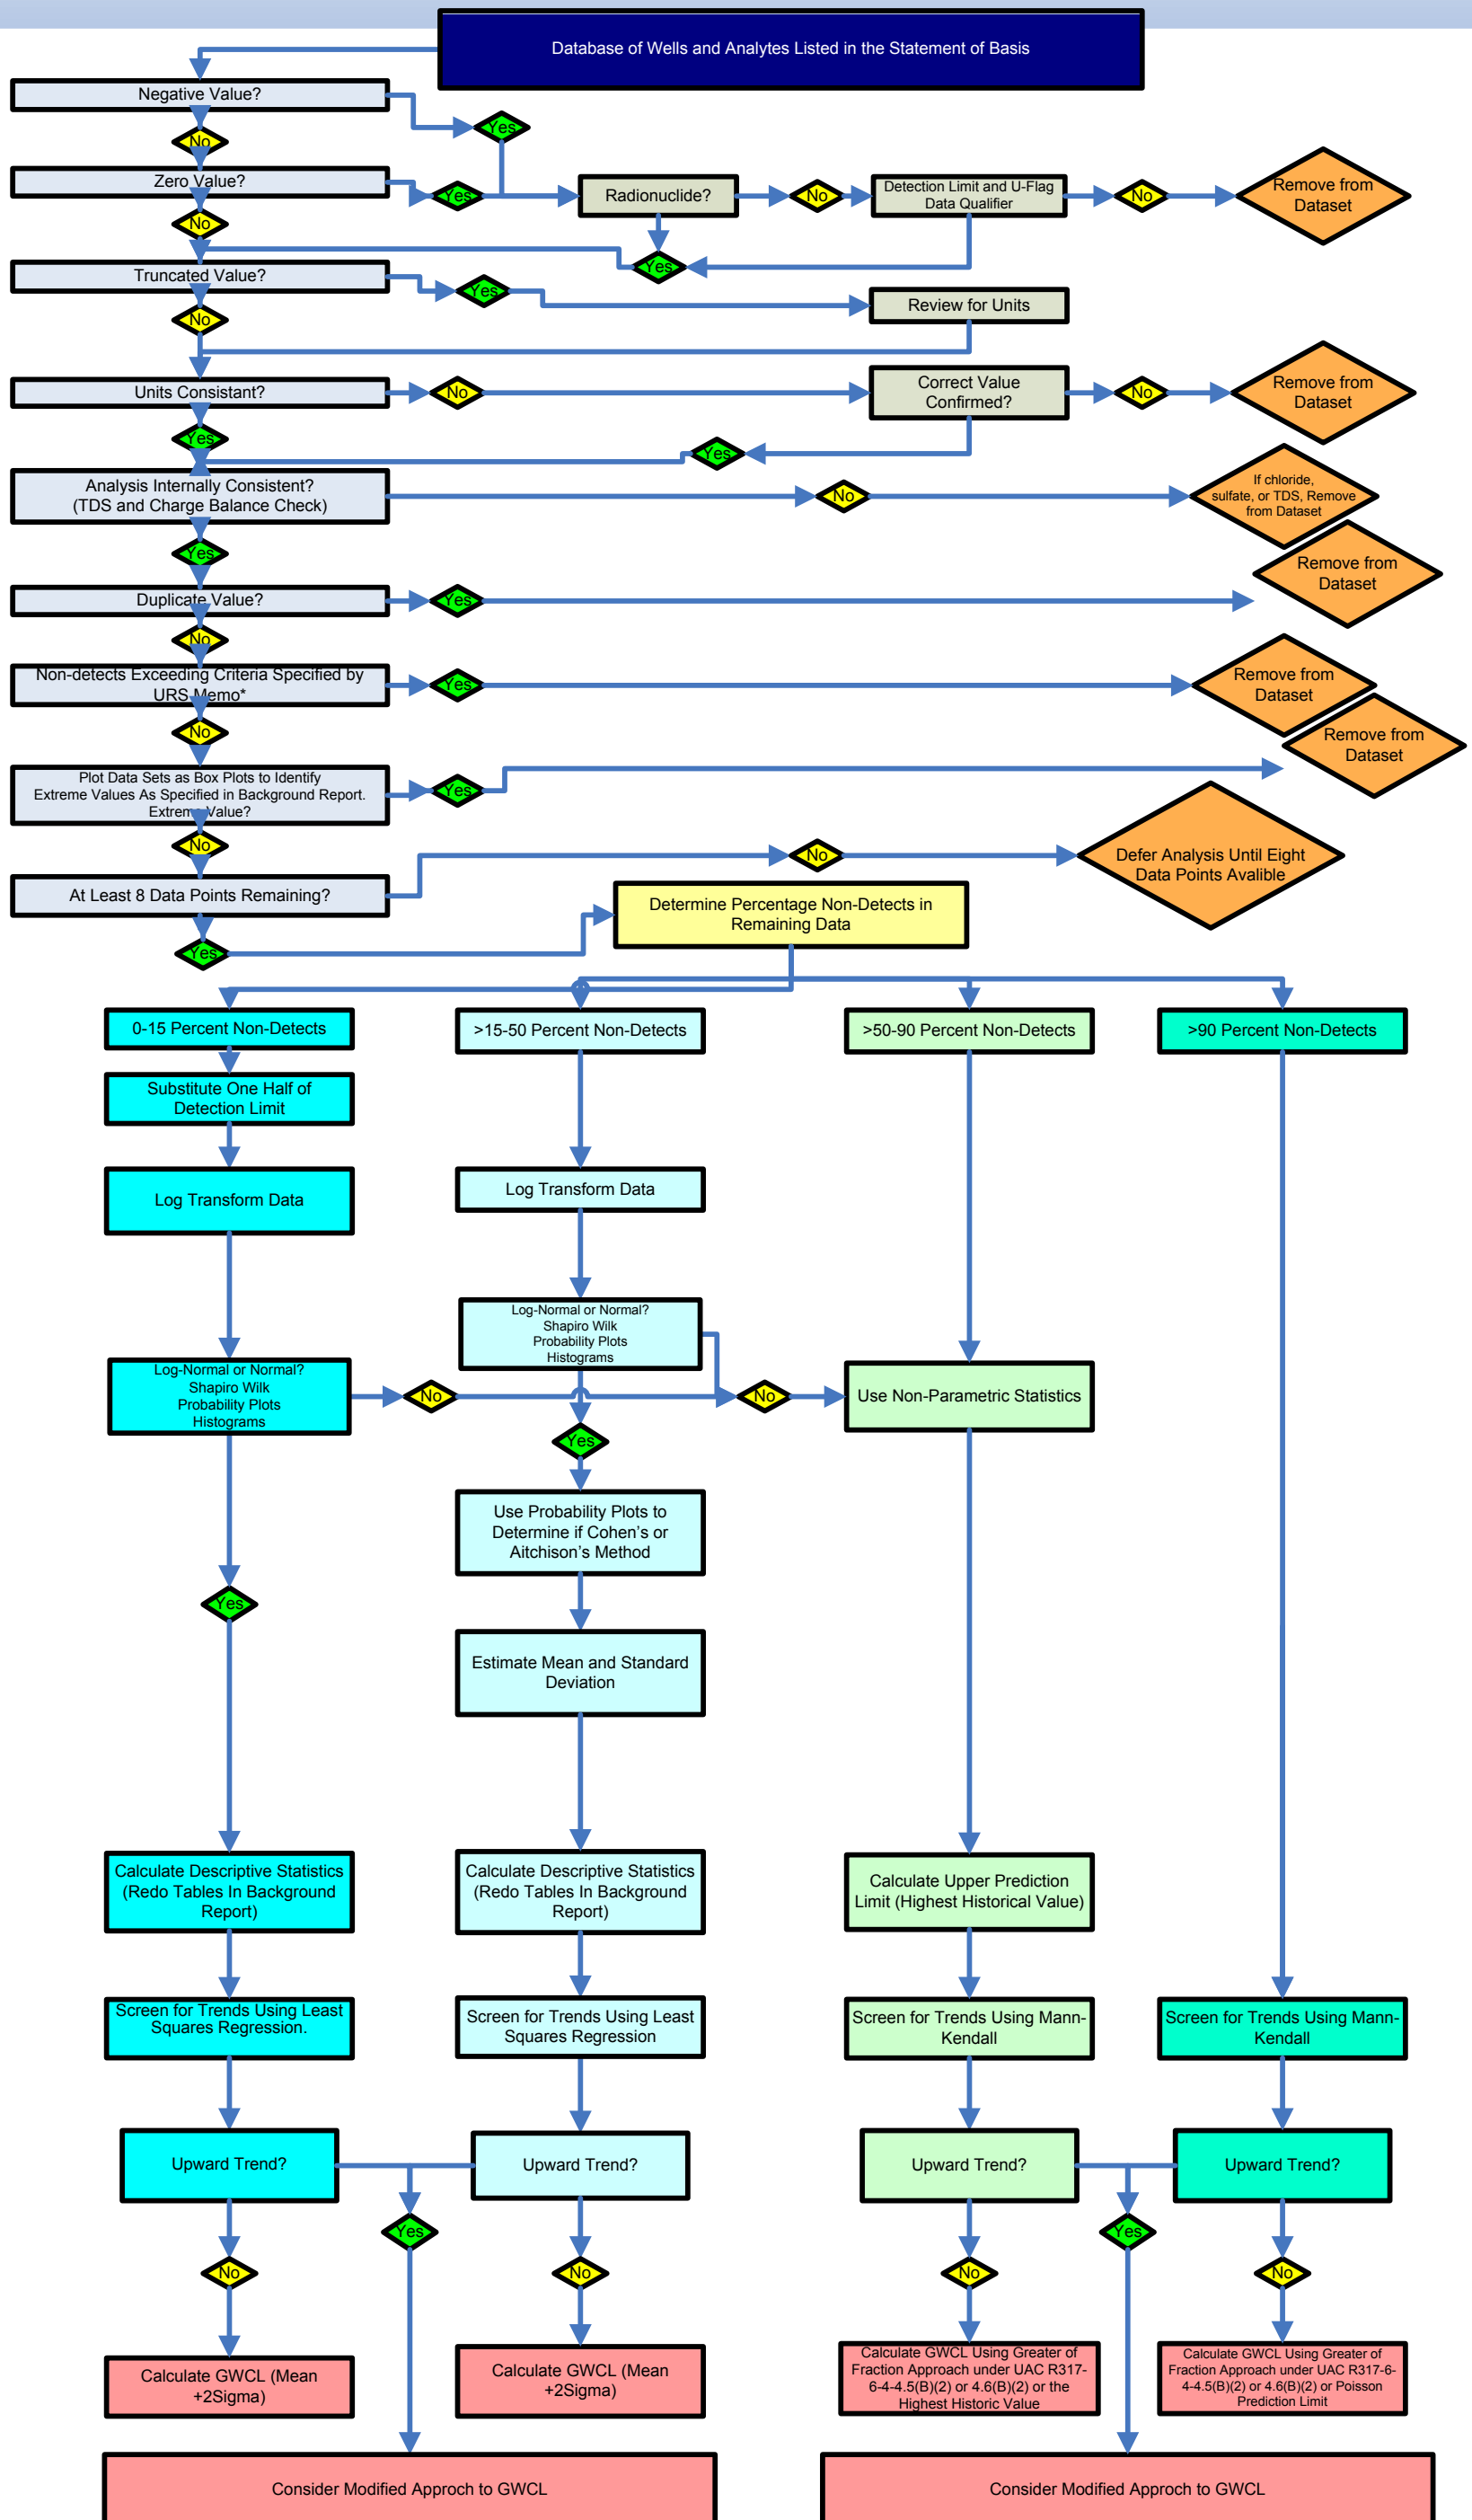 Database of Wells and Analytes Listed in the Statement of Basis
Negative Value?
Yes
No
Zero Value?
Yes
Radionuclide?
No
Detection Limit and U-Flag
Data Qualifier
No
Remove from
Dataset
No
Yes
Truncated Value?
Yes
Review for Units
No
Units Consistant?
No
Correct Value
Confirmed?
No
Remove from
Dataset
Yes
Yes
Analysis Internally Consistent?
(TDS and Charge Balance Check)
No
If chloride,
sulfate, or TDS, Remove
from Dataset
Yes
Duplicate Value?
Yes
Remove from
Dataset
No
Non-detects Exceeding Criteria Specified by
URS Memo*
Yes
Remove from
Dataset
No
Plot Data Sets as Box Plots to Identify
Extreme Values As Specified in Background Report.
Extreme Value?
Yes
Remove from
Dataset
No
At Least 8 Data Points Remaining?
No
Defer Analysis Until Eight
Data Points Avalible
Yes
Determine Percentage Non-Detects in
Remaining Data
0-15 Percent Non-Detects
>15-50 Percent Non-Detects
>50-90 Percent Non-Detects
>90 Percent Non-Detects
Substitute One Half of
Detection Limit
Log Transform Data
Log Transform Data
Log-Normal or Normal?
Shapiro Wilk
Probability Plots
Histograms
Log-Normal or Normal?
Shapiro Wilk
Probability Plots
Histograms
No
No
Use Non-Parametric Statistics
Yes
Use Probability Plots to
Determine if Cohen's or
Aitchison's Method
Yes
Estimate Mean and Standard
Deviation
Calculate Descriptive Statistics
(Redo Tables In Background
Report)
Calculate Descriptive Statistics
(Redo Tables In Background
Report)
Calculate Upper Prediction
Limit (Highest Historical Value)
Screen for Trends Using Least
Squares Regression.
Screen for Trends Using Least
Squares Regression
Screen for Trends Using Mann-
Kendall
Screen for Trends Using Mann-
Kendall
Upward Trend?
Upward Trend?
Upward Trend?
Upward Trend?
Yes
Yes
No
No
No
No
Calculate GWCL (Mean
+2Sigma)
Calculate GWCL (Mean
+2Sigma)
Calculate GWCL Using Greater of
Fraction Approach under UAC R317-
6-4-4.5(B)(2) or 4.6(B)(2) or the
Highest Historic Value
Calculate GWCL Using Greater of
Fraction Approach under UAC R317-6-
4-4.5(B)(2) or 4.6(B)(2) or Poisson
Prediction Limit
Consider Modified Approch to GWCL
Consider Modified Approch to GWCL